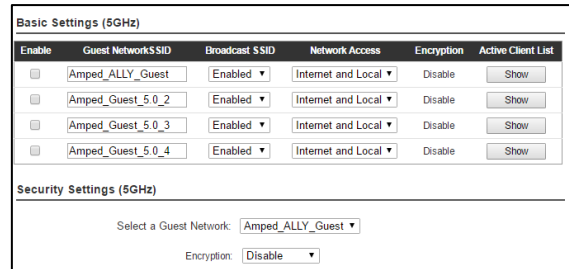 Basic Settings (5GHz)
Enable Guest NetworkSSID Broadcast SSID Network Access Encryption Active Client List
Amped_ALLY_Guest Enabled Internet and Local Disable Show
Amped_Guest_5.0_2 Enabled Internet and Local Disable Show
Amped_Guest_5.0_3 Enabled Internet and Local Disable Show
Amped_Guest_5.0_4 Enabled Internet and Local Disable Show
Security Settings (5GHz)
Select a Guest Network: Amped_ALLY_Guest
Encryption: Disable